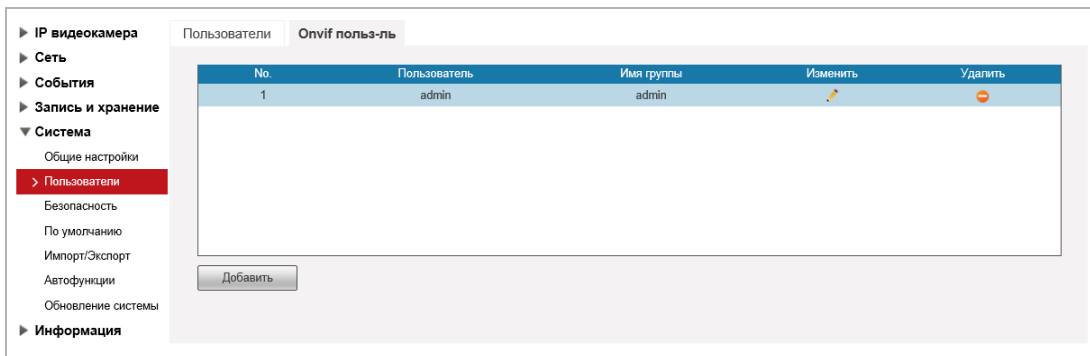 IP видеокамера
Сеть
События
Запись и хранение
Система
Общие настройки
Пользователи
Безопасность
По умолчанию
Импорт/Экспорт
Автофункции
Обновление системы
Информация
Пользователи Onvif польз-ль
No. Пользователь Имя группы Изменить Удалить
1 admin admin
Добавить